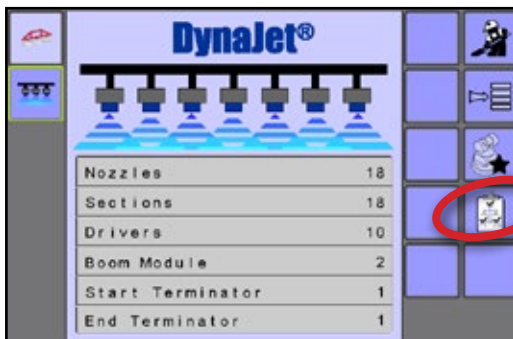 DynaJet®
Nozzles 18
Sections 18
Drivers 10
Boom Module 2
Start Terminator 1
End Terminator 1